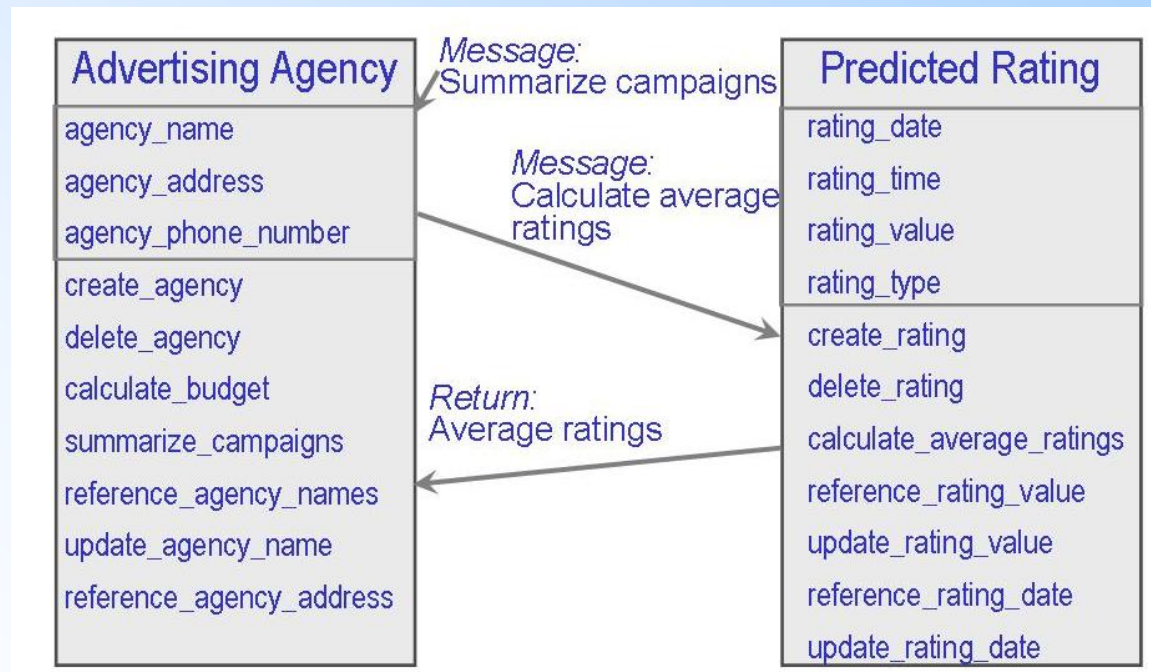 Advertising Agency
agency_name
agency_address
agency_phone_number
create_agency
delete_agency
calculate_budget
summarize_campaigns
reference_agency_names
update_agency_name
reference_agency_address
Message:
Summarize campaigns
Message:
Calculate average
ratings
Return:
Average ratings
Predicted Rating
rating_date
rating_time
rating_value
rating_type
create_rating
delete_rating
calculate_average_ratings
reference_rating_value
update_rating_value
reference_rating_date
update_rating_date